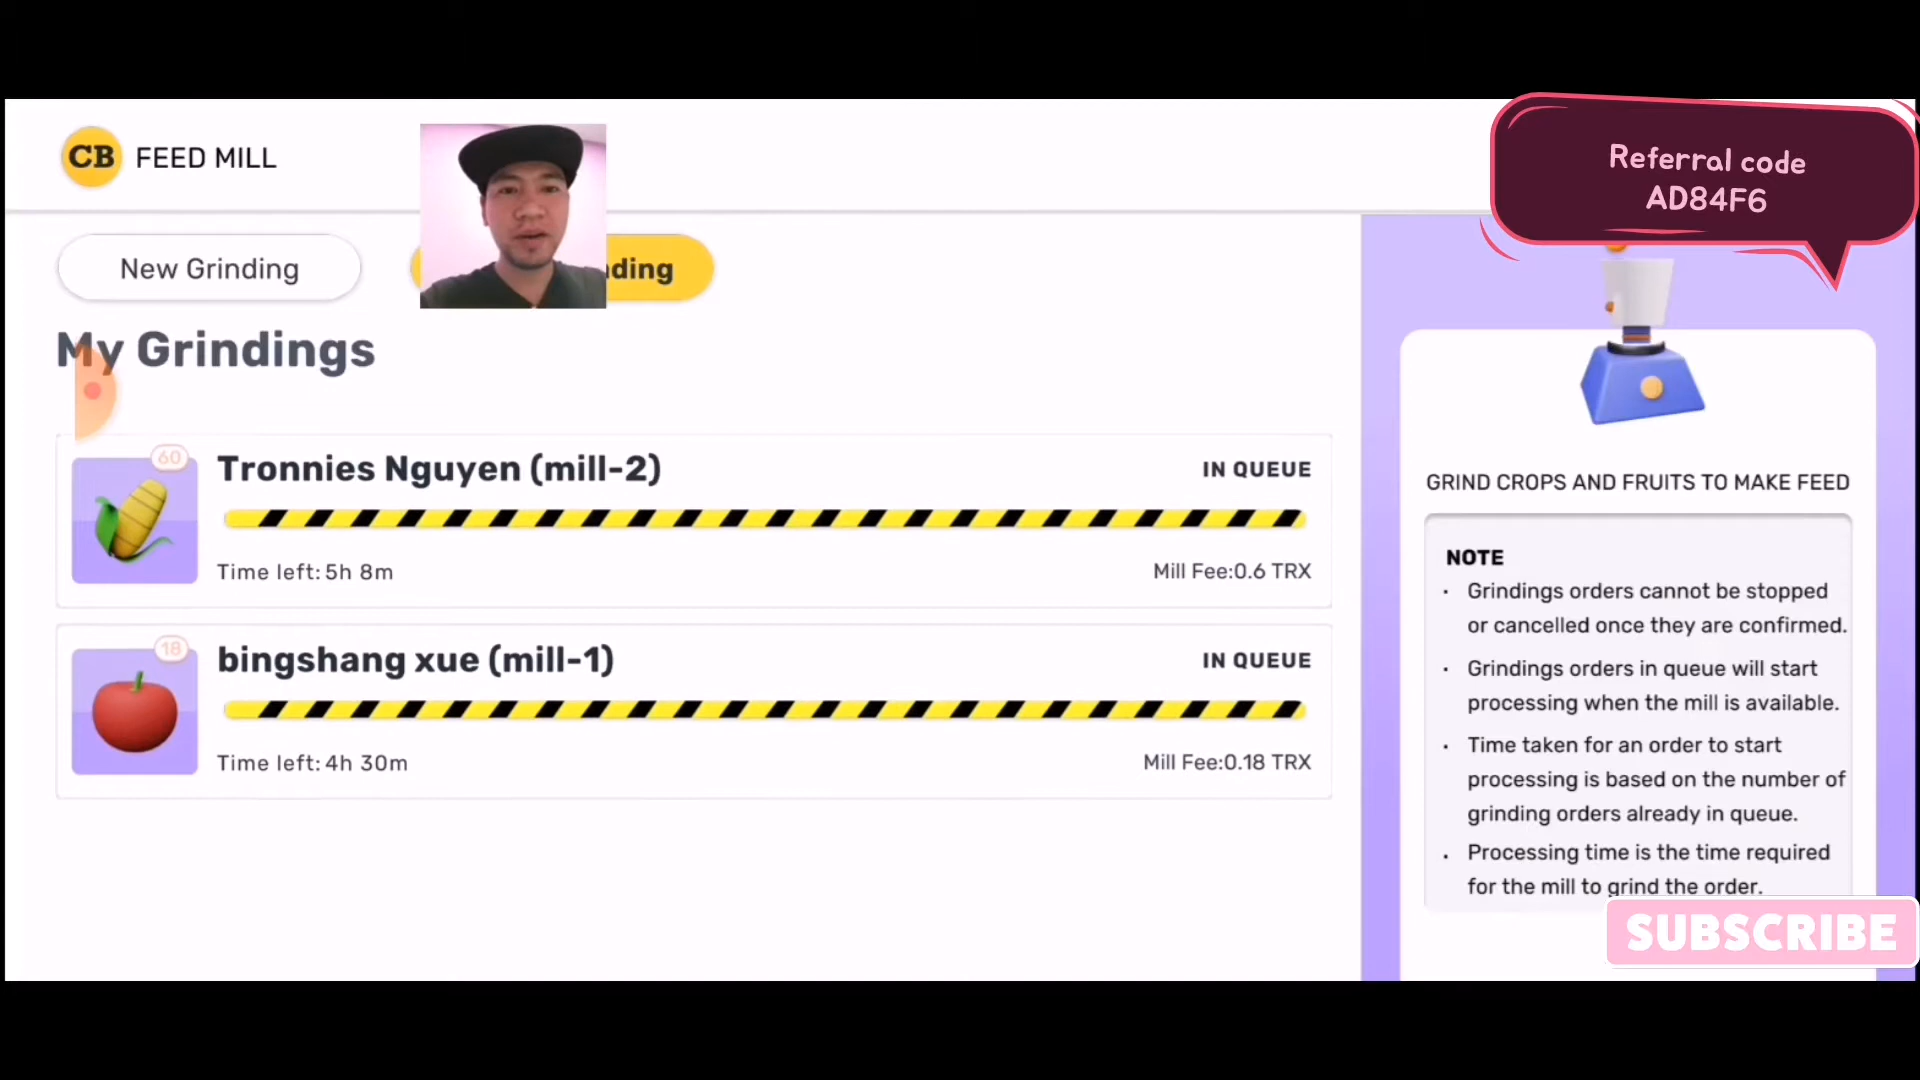 CB FEED MILL
Referral code
AD84F6
New Grinding
ding
My Grindings
60
Tronnies Nguyen (mill-2)
IN QUEUE
Time left: 5h 8m
Mill Fee:0.6 TRX
18
bingshang xue (mill-1)
IN QUEUE
Time left: 4h 30m
Mill Fee:0.18 TRX
GRIND CROPS AND FRUITS TO MAKE FEED
NOTE
· Grindings orders cannot be stopped
or cancelled once they are confirmed.
· Grindings orders in queue will start
processing when the mill is available.
· Time taken for an order to start
processing is based on the number of
grinding orders already in queue.
· Processing time is the time required
for the mill to grind the order.
SUBSCRIBE